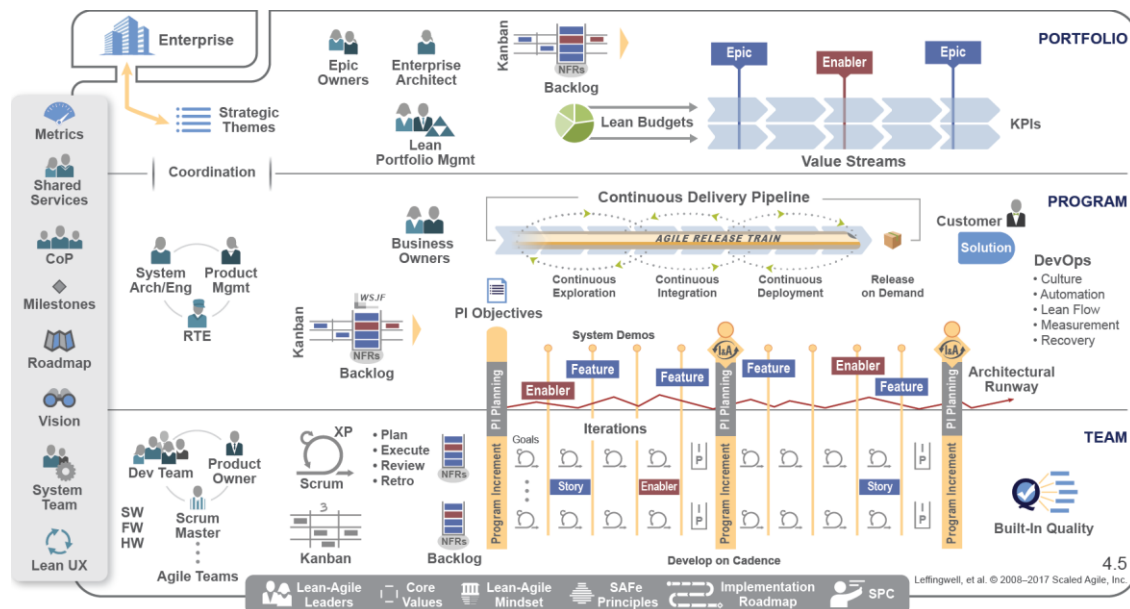 Enterprise
Strategic
Themes
Epic
Owners
Enterprise
Architect
Lean
Portfolio Mgmt
Kanban
NFRs
Backlog
Lean Budgets
Epic
Enabler
Epic
PORTFOLIO
KPIs
Value Streams
Metrics
Shared
Services
CoP
Milestones
Roadmap
Vision
System
Team
Lean UX
Coordination
System
Arch/Eng
Product
Mgmt
RTE
Business
Owners
Kanban
WSJF
NFRs
Backlog
Continuous Delivery Pipeline
AGILE RELEASE TRAIN
Continuous
Exploration
Continuous
Integration
Continuous
Deployment
Release
on Demand
Customer
Solution
PROGRAM
DevOps
• Culture
• Automation
• Lean Flow
• Measurement
• Recovery
PI Objectives
System Demos
I&A
I&A
Enabler
Feature
Feature
Feature
Enabler
Feature
Architectural
Runway
PI Planning
PI Planning
PI Planning
Program Increment
Program Increment
Program Increment
TEAM
Dev Team
Product
Owner
Scrum
Master
SW
FW
HW
Agile Teams
XP
Scrum
• Plan
• Execute
• Review
• Retro
3
Kanban
NFRs
NFRs
Backlog
Goals
Iterations
Story
Enabler
Story
I P
I P
I P
I P
Develop on Cadence
Built-In Quality
4.5
Leffingwell, et al. © 2008–2017 Scaled Agile, Inc.
Lean-Agile
Leaders
Core
Values
Lean-Agile
Mindset
SAFe
Principles
Implementation
Roadmap
SPC